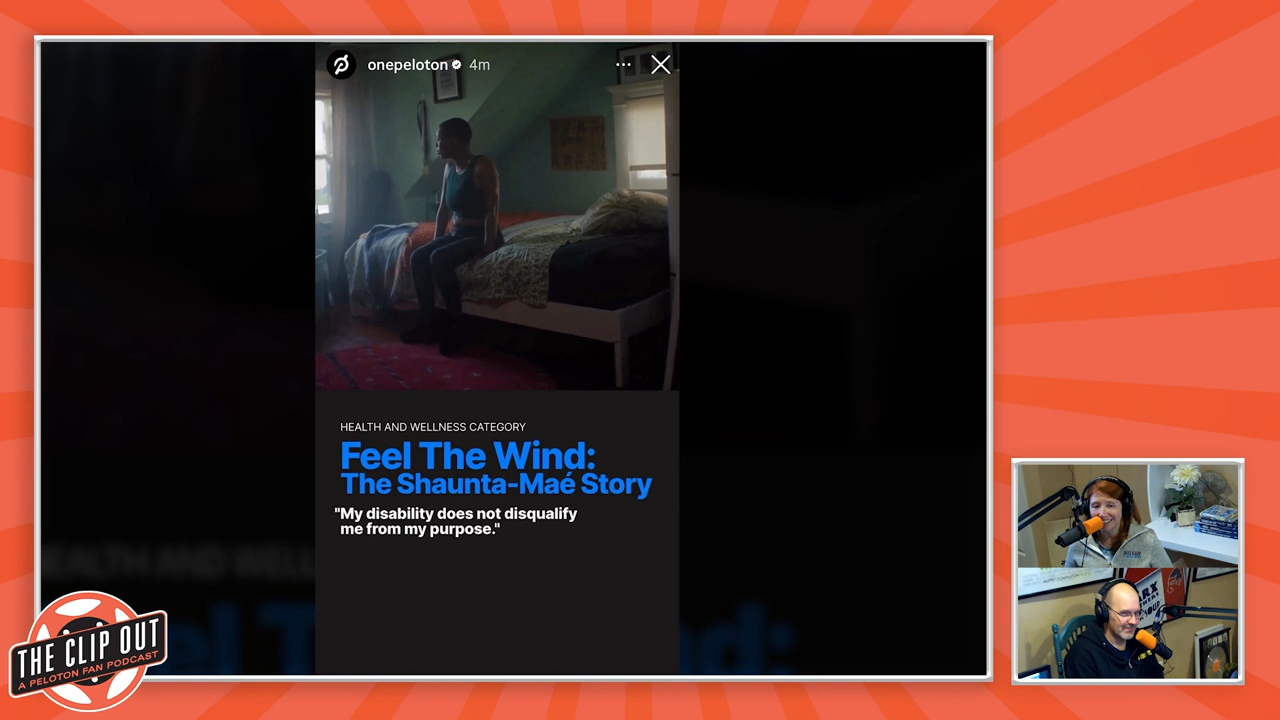 onepeloton 4m
HEALTH AND WELLNESS CATEGORY
Feel The Wind:
The Shaunta-Maé Story
"My disability does not disqualify
me from my purpose."
THE CLIP OUT
A PELOTON FAN PODCAST